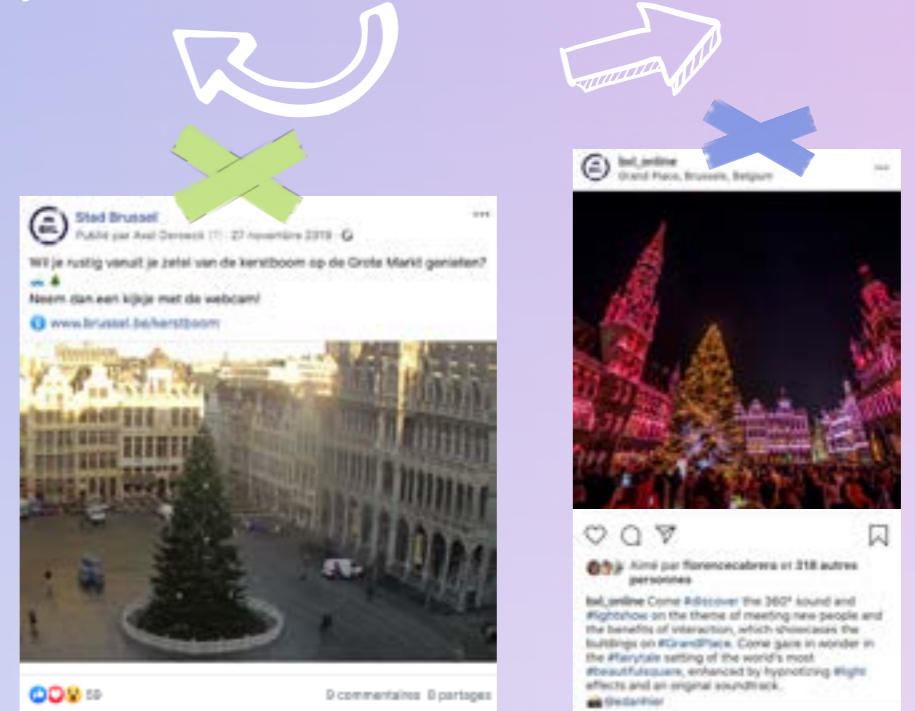 Stad Brussel
Publié par Axel 27 novembre 2019
Wil je rustig vanuit je zetel van de kerstboom op de Grote Markt genieten?
Neem dan een kijkje met de webcam!
www.brussel.be/kerstboom
59
9 commentaires 8 partages
bxl_online
Grand Place, Brussels, Belgium
Aimé par florencecabrera et 318 autres
personnes
bxl_online Come #discover the 360° sound and
#lightshow on the theme of meeting new people and
the benefits of interaction, which showcases the
buildings on #GrandPlace. Come gaze in wonder in
the #fairytale setting of the world's most
#beautifulsquare, enhanced by hypnotizing #light
effects and an original soundtrack.